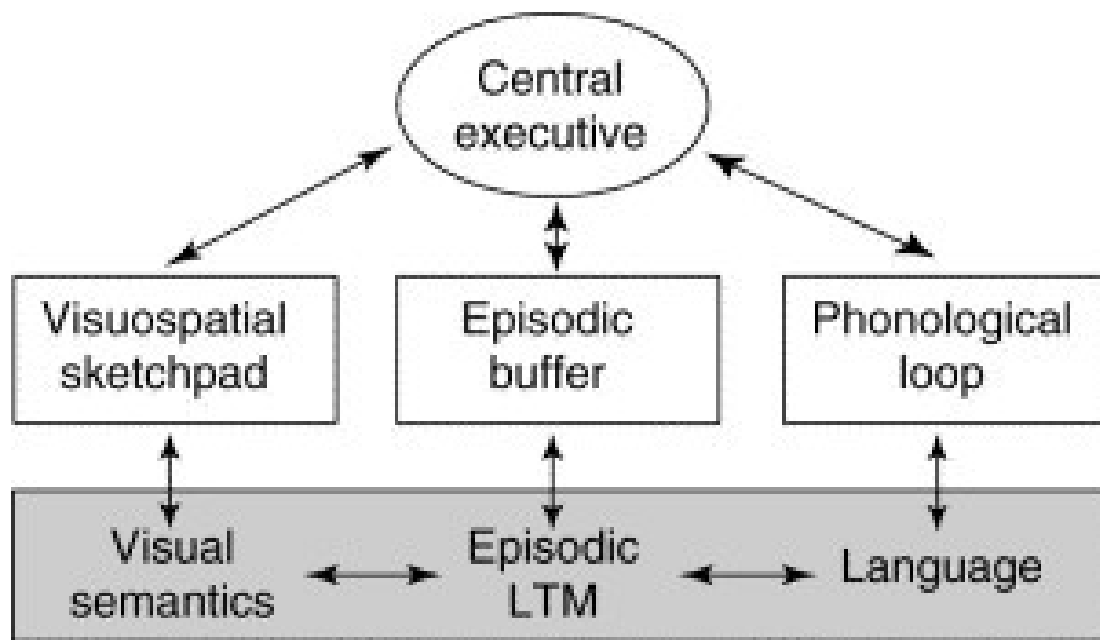 Central
executive
Visuospatial
sketchpad
Episodic
buffer
Phonological
loop
Visual
semantics
Episodic
LTM
Language